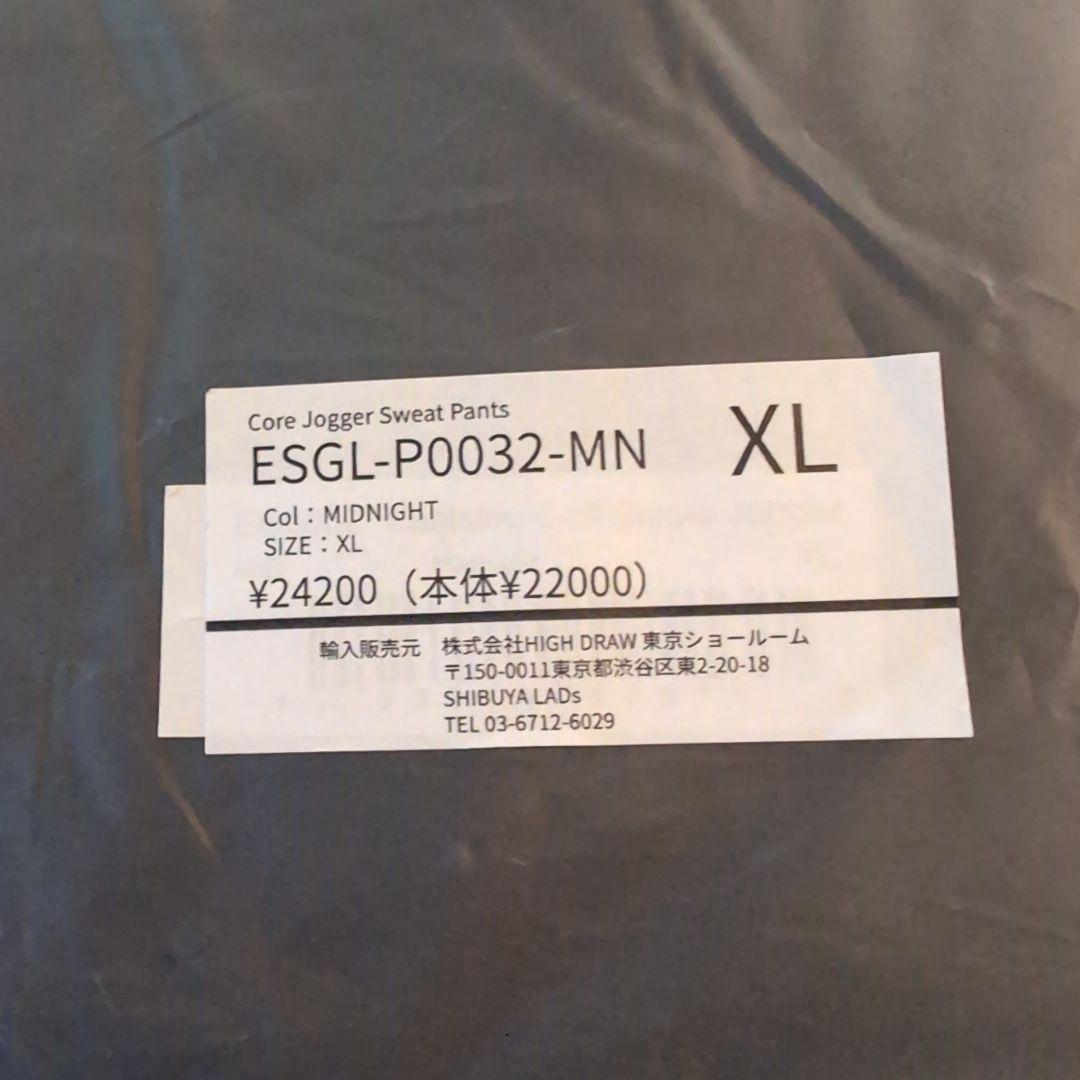 Core Jogger Sweat Pants
ESGL-P0032-MN XL
Col：MIDNIGHT
SIZE：XL
¥24200（本体¥22000）
輸入販売元 株式会社HIGH DRAW 東京ショールーム
〒150-0011東京都渋谷区東2-20-18
SHIBUYA LADs
TEL 03-6712-6029